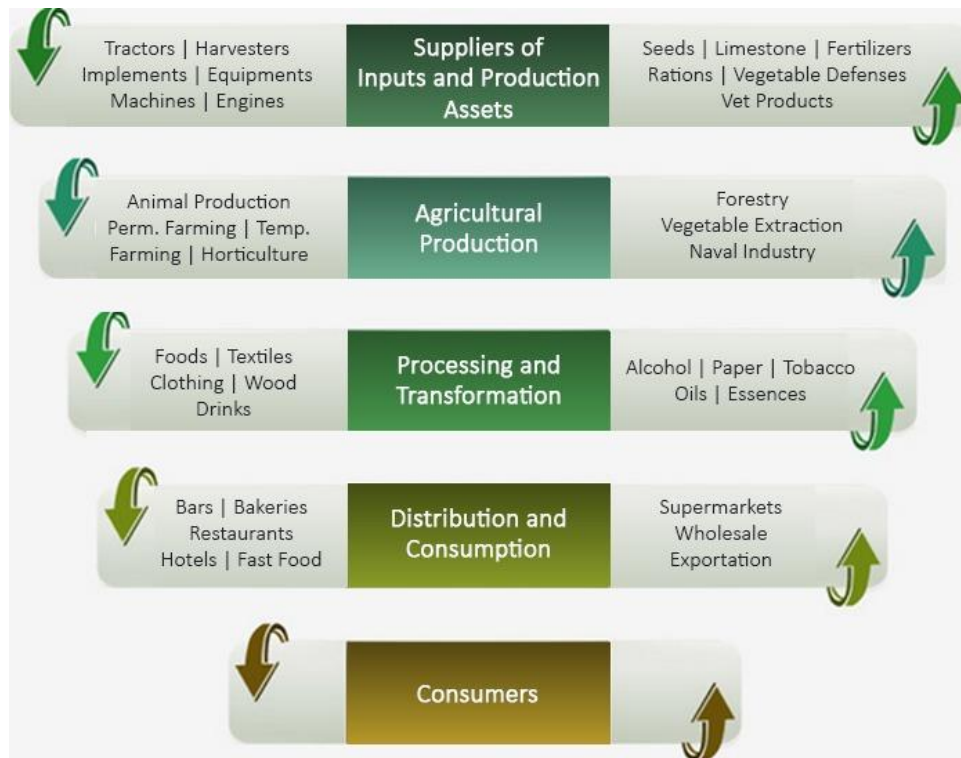 Tractors | Harvesters
Implements | Equipments
Machines | Engines
Suppliers of
Inputs and Production
Assets
Seeds | Limestone | Fertilizers
Rations | Vegetable Defenses
Vet Products
Animal Production
Perm. Farming | Temp.
Farming | Horticulture
Agricultural
Production
Forestry
Vegetable Extraction
Naval Industry
Foods | Textiles
Clothing | Wood
Drinks
Processing and
Transformation
Alcohol | Paper | Tobacco
Oils | Essences
Bars | Bakeries
Restaurants
Hotels | Fast Food
Distribution and
Consumption
Supermarkets
Wholesale
Exportation
Consumers